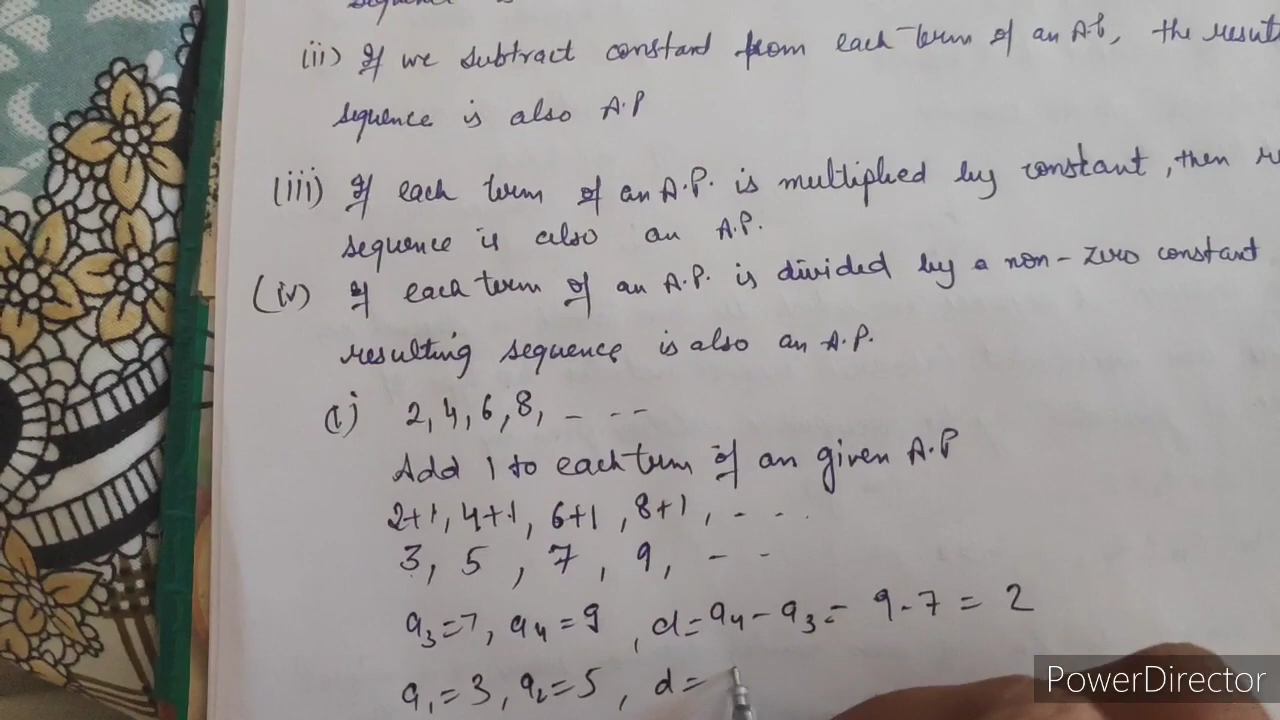 sequence is
(ii) If we subtract constant from each term of an A.P, the result
sequence is also A.P
(iii) If each term of an A.P. is multiplied by constant, then re
sequence is also an A.P.
(iv) If each term of an A.P. is divided by a non-zero constant
resulting sequence is also an A.P.
(i) 2, 4, 6, 8, - - -
Add 1 to each term of an given A.P
2+1, 4+1, 6+1, 8+1, - - -
3, 5, 7, 9, - -
a₃=7, a₄=9, d=a₄-a₃= 9-7=2
a₁=3, a₂=5, d=
PowerDirector